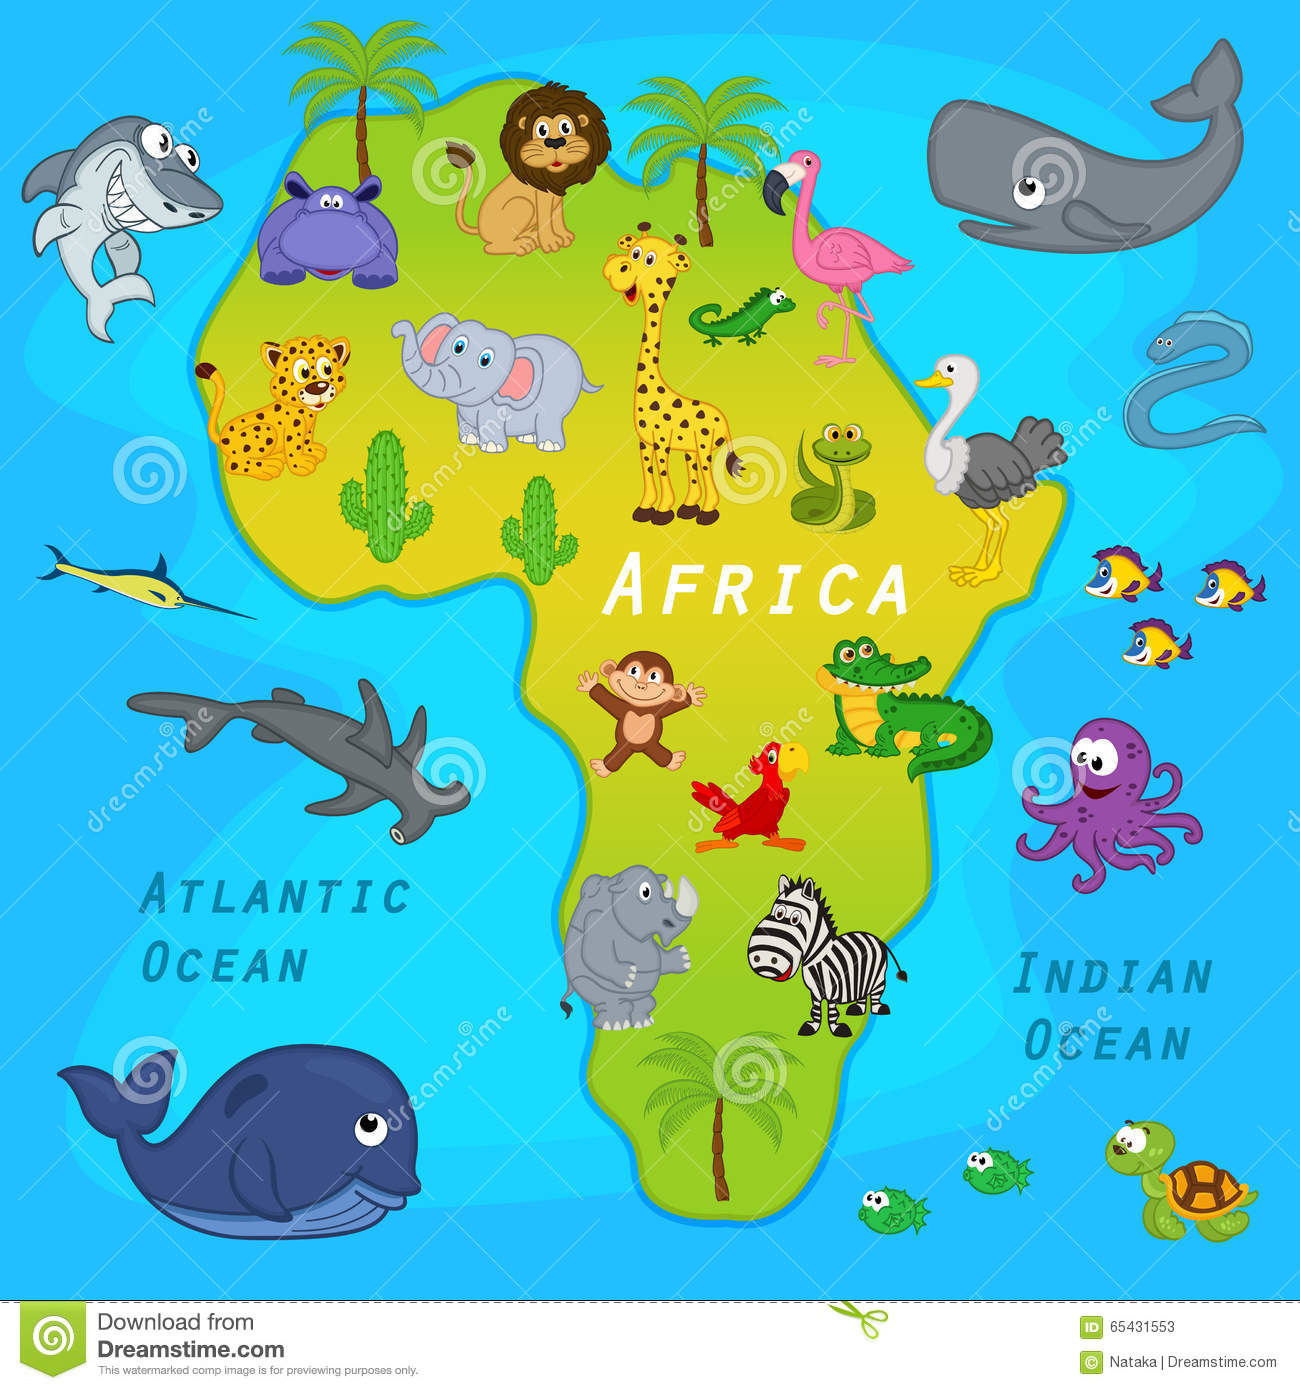 AFRICA
ATLANTIC
OCEAN
INDIAN
OCEAN
dreamstime
Download from
Dreamstime.com
This watermarked comp image is for previewing purposes only.
ID 65431553
© Nataka | Dreamstime.com